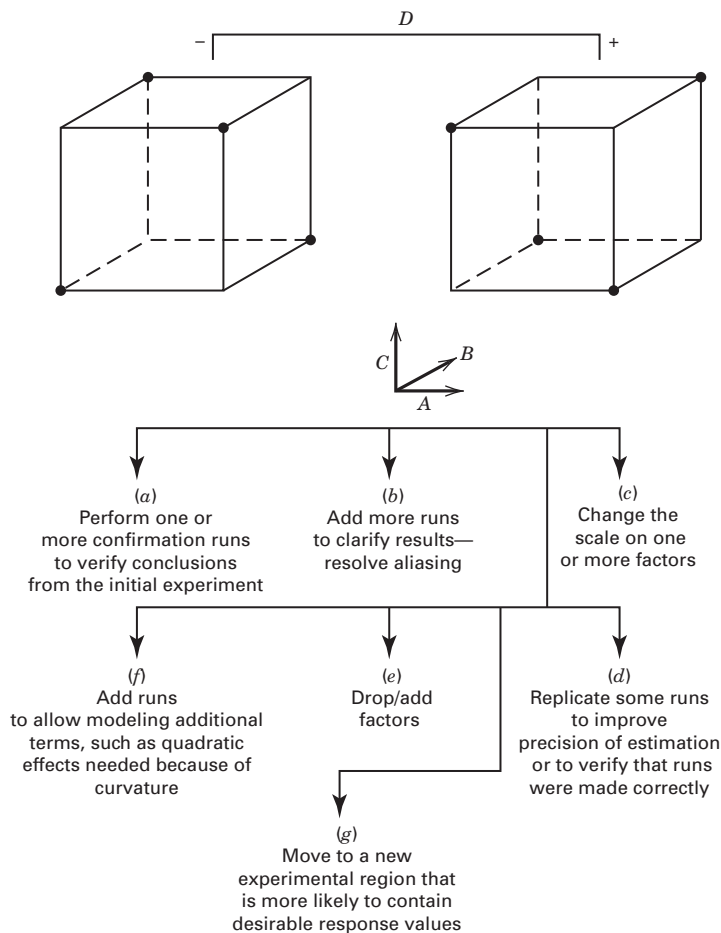 D
− +
C
B
A
(a)
Perform one or
more confirmation runs
to verify conclusions
from the initial experiment
(b)
Add more runs
to clarify results—
resolve aliasing
(c)
Change the
scale on one
or more factors
(f)
Add runs
to allow modeling additional
terms, such as quadratic
effects needed because of
curvature
(e)
Drop/add
factors
(d)
Replicate some runs
to improve
precision of estimation
or to verify that runs
were made correctly
(g)
Move to a new
experimental region that
is more likely to contain
desirable response values